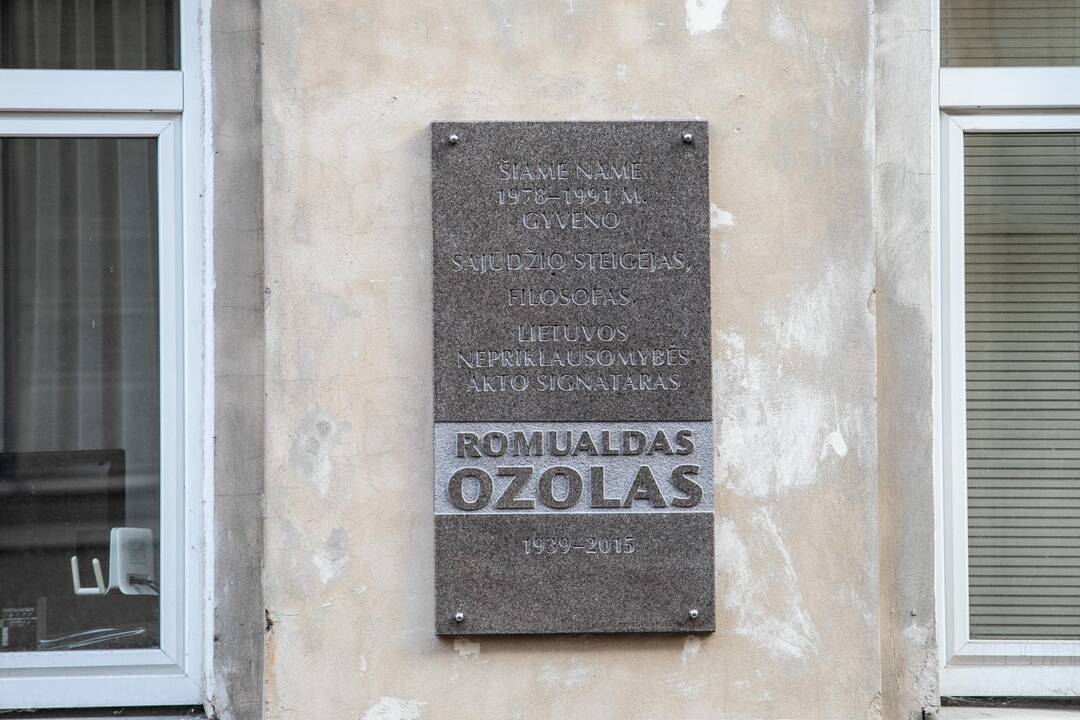 ŠIAME NAME
1978–1991 M.
GYVENO
SĄJŪDŽIO STEIGĖJAS,
FILOSOFAS,
LIETUVOS
NEPRIKLAUSOMYBĖS
AKTO SIGNATARAS
ROMUALDAS
OZOLAS
1939–2015